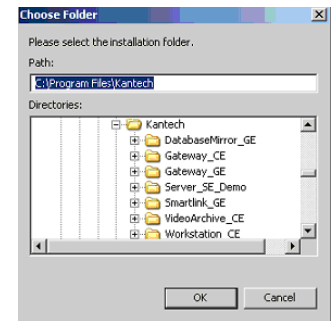 Choose Folder
Please select the installation folder.
Path:
C:\Program Files\Kantech
Directories:
Kantech
DatabaseMirror_GE
Gateway_CE
Gateway_GE
Server_SE_Demo
Smartlink_GE
VideoArchive_CE
Workstation_CE
OK
Cancel